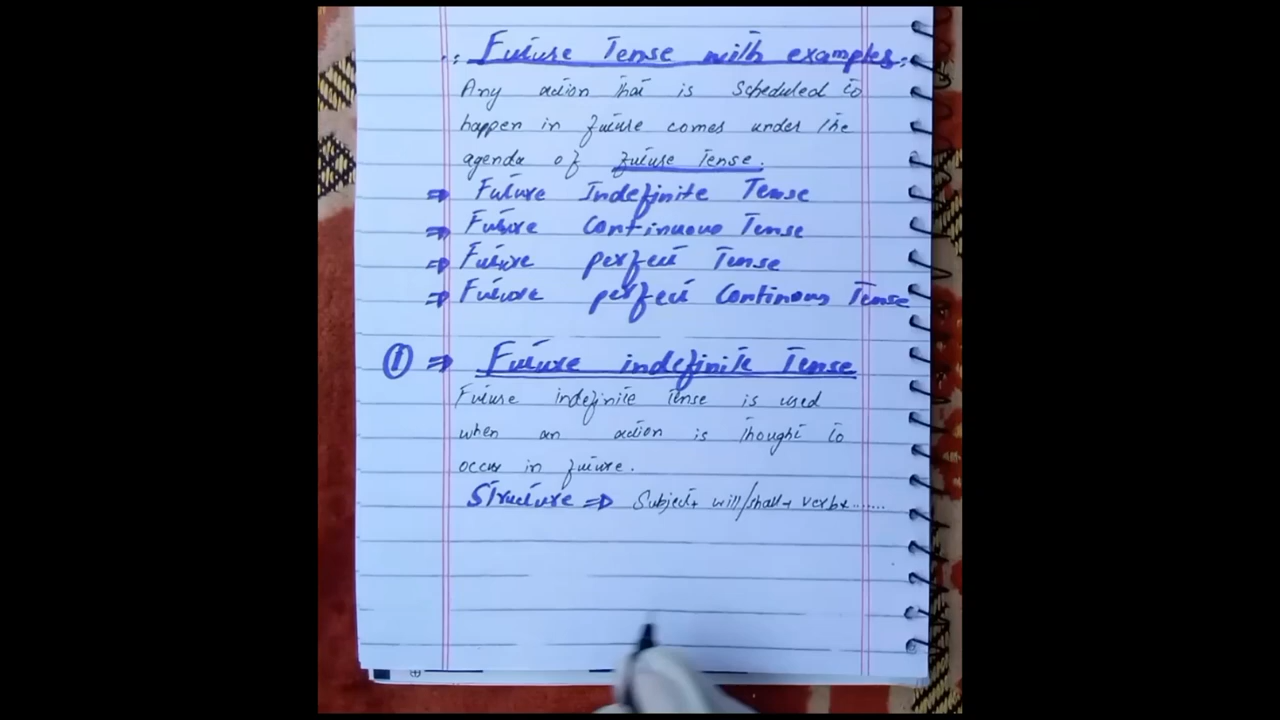 .: Future Tense with examples:
Any action that is scheduled to
happen in future comes under the
agenda of future tense.
⇒ Future Indefinite Tense
⇒ Future Continuous Tense
⇒ Future perfect Tense
⇒ Future perfect Continous Tense
① ⇒ Future indefinite Tense
Future indefinite tense is used
when an action is thought to
occur in future.
Structure ⇒ Subject+ will/shall+ verb+.......